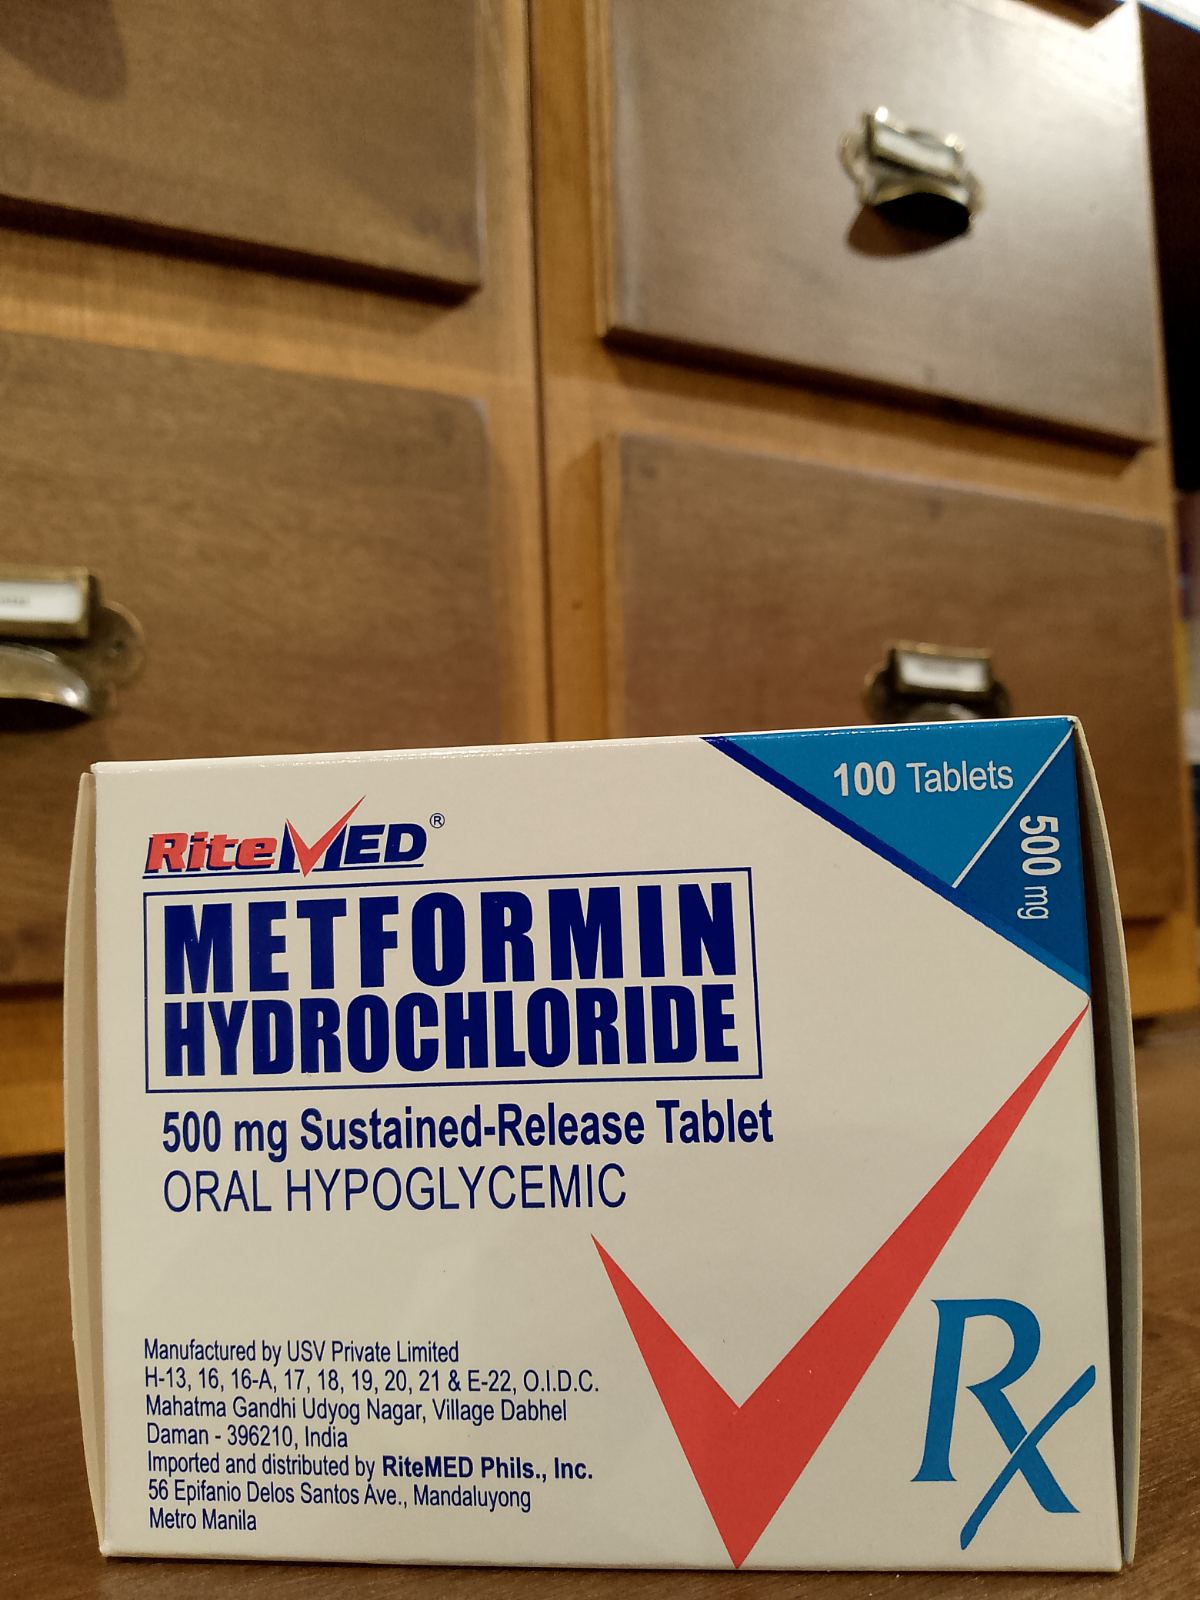 100 Tablets
500 mg
RiteMED®
METFORMIN
HYDROCHLORIDE
500 mg Sustained-Release Tablet
ORAL HYPOGLYCEMIC
Manufactured by USV Private Limited
H-13, 16, 16-A, 17, 18, 19, 20, 21 & E-22, O.I.D.C.
Mahatma Gandhi Udyog Nagar, Village Dabhel
Daman - 396210, India
Imported and distributed by RiteMED Phils., Inc.
56 Epifanio Delos Santos Ave., Mandaluyong
Metro Manila
Rx